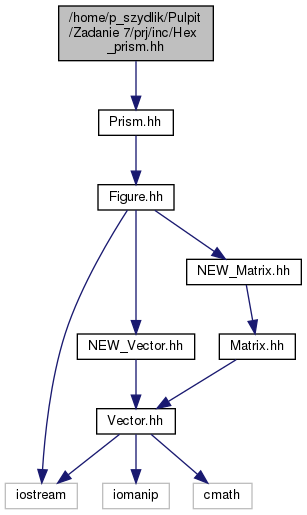 /home/p_szydlik/Pulpit
/Zadanie 7/prj/inc/Hex
_prism.hh
Prism.hh
Figure.hh
NEW_Matrix.hh
NEW_Vector.hh
Matrix.hh
Vector.hh
iostream
iomanip
cmath